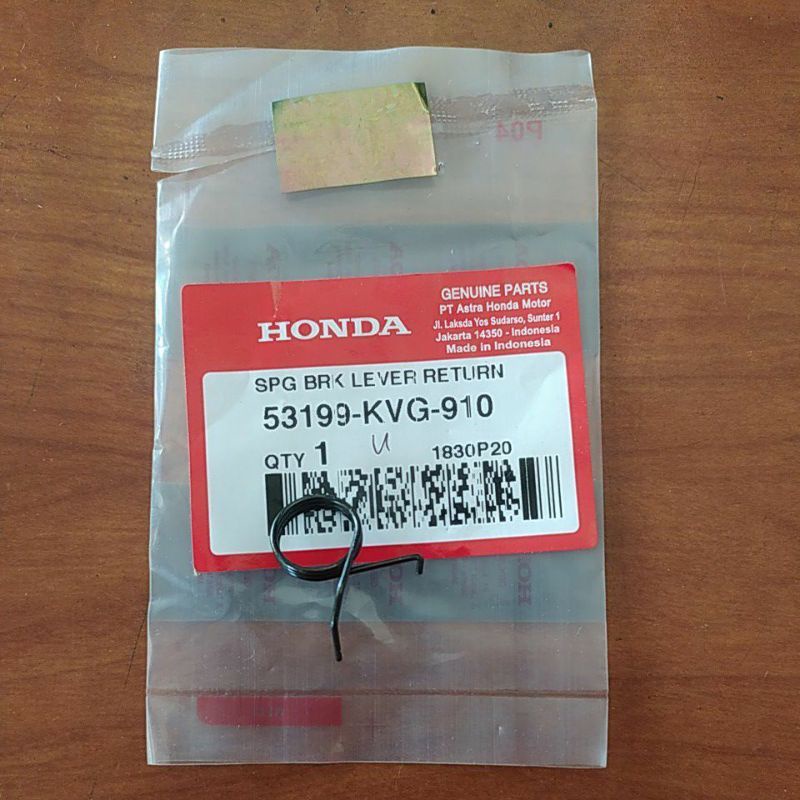 P04
GENUINE PARTS
PT Astra Honda Motor
Jl. Laksda Yos Sudarso, Sunter 1
Jakarta 14350 - Indonesia
Made in Indonesia
HONDA
SPG BRK LEVER RETURN
53199-KVG-910
QTY 1 u 1830P20